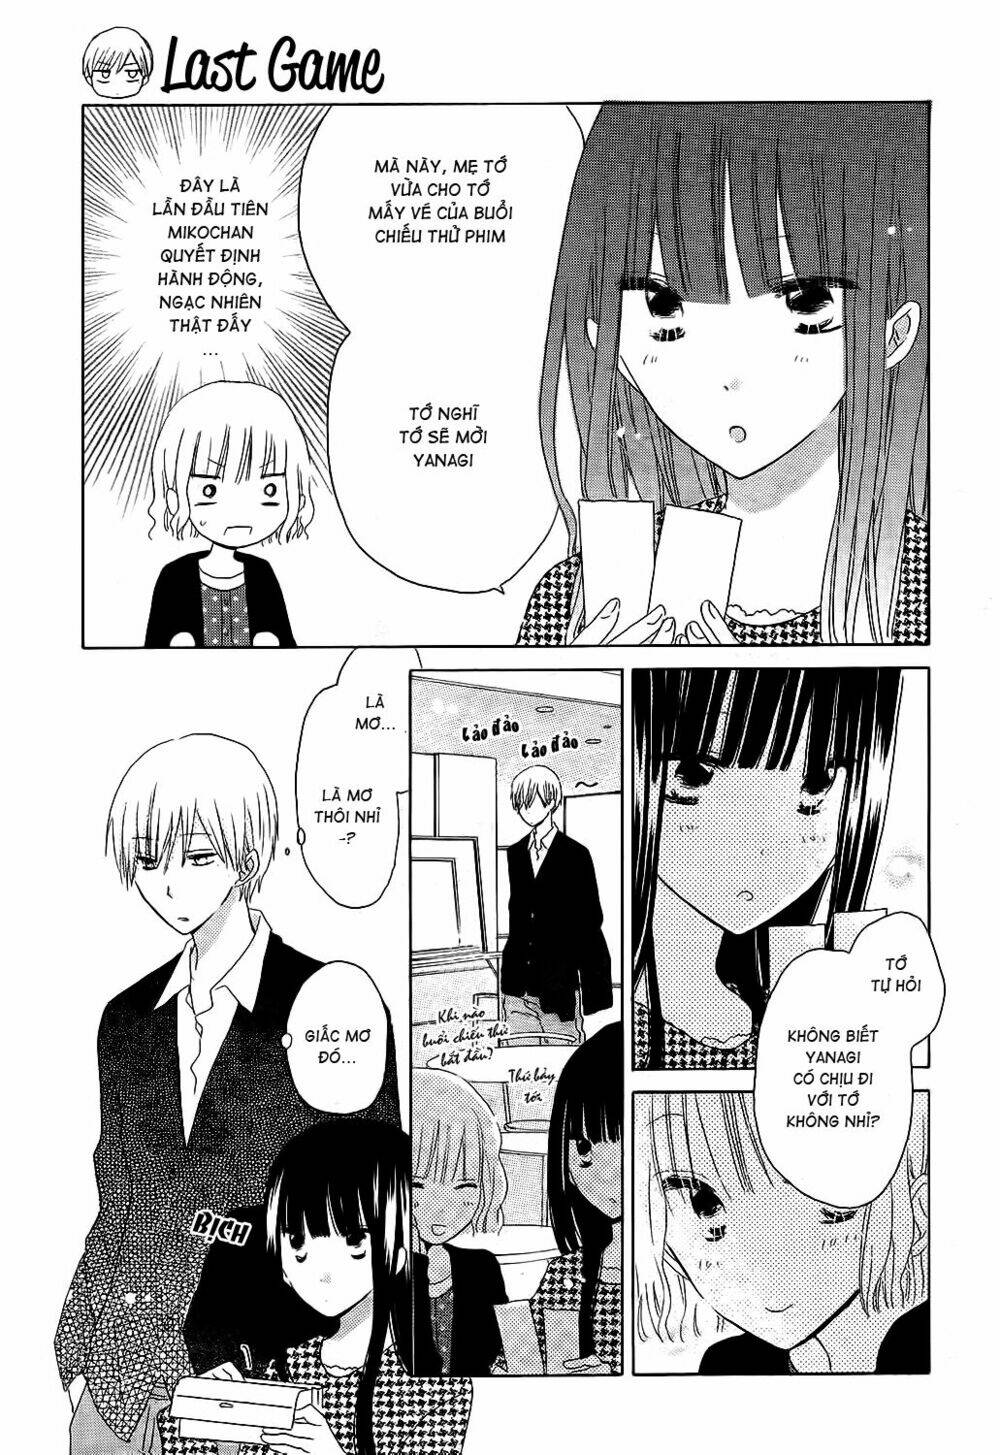 Last Game
MÀ NÀY, MẸ TỚ
VỪA CHO TỚ
MẤY VÉ CỦA BUỔI
CHIẾU THỬ PHIM
TỚ NGHĨ
TỚ SẼ MỜI
YANAGI
ĐÂY LÀ
LẦN ĐẦU TIÊN
MIKOCHAN
QUYẾT ĐỊNH
HÀNH ĐỘNG,
NGẠC NHIÊN
THẬT ĐẤY
...
TỚ
TỰ HỎI
KHÔNG BIẾT
YANAGI
CÓ CHỊU ĐI
VỚI TỚ
KHÔNG NHỈ?
Lảo đảo
Lảo đảo
Khi nào
buổi chiếu thử
bắt đầu?
Thứ bảy
tới
LÀ
MƠ...
LÀ MƠ
THÔI NHỈ
-?
GIẤC MƠ
ĐÓ...
BỊCH